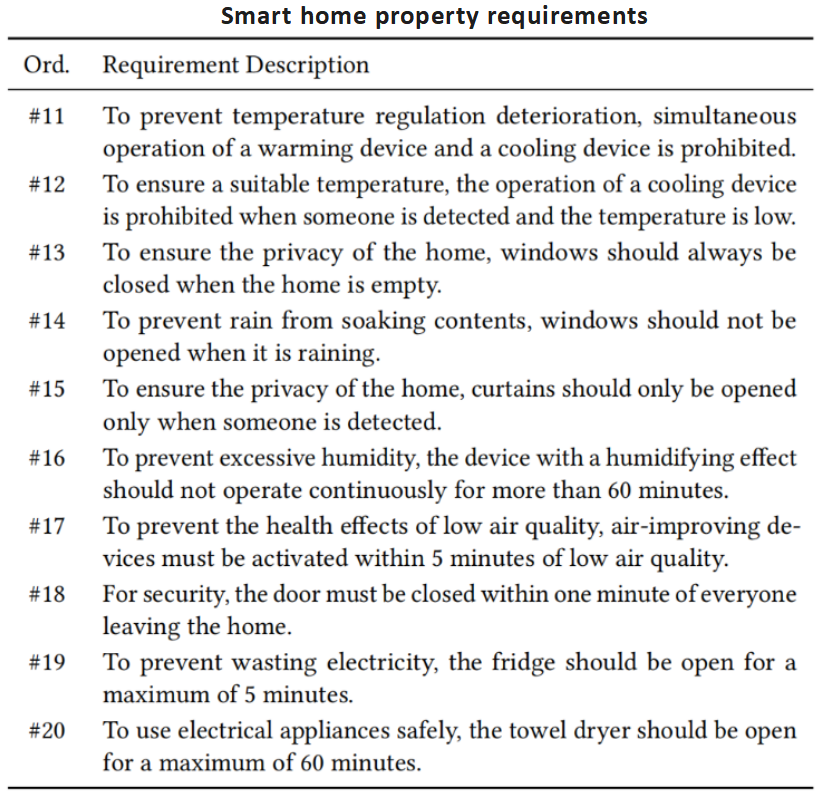 Smart home property requirements
Ord. Requirement Description
#11 To prevent temperature regulation deterioration, simultaneous
operation of a warming device and a cooling device is prohibited.
#12 To ensure a suitable temperature, the operation of a cooling device
is prohibited when someone is detected and the temperature is low.
#13 To ensure the privacy of the home, windows should always be
closed when the home is empty.
#14 To prevent rain from soaking contents, windows should not be
opened when it is raining.
#15 To ensure the privacy of the home, curtains should only be opened
only when someone is detected.
#16 To prevent excessive humidity, the device with a humidifying effect
should not operate continuously for more than 60 minutes.
#17 To prevent the health effects of low air quality, air-improving de-
vices must be activated within 5 minutes of low air quality.
#18 For security, the door must be closed within one minute of everyone
leaving the home.
#19 To prevent wasting electricity, the fridge should be open for a
maximum of 5 minutes.
#20 To use electrical appliances safely, the towel dryer should be open
for a maximum of 60 minutes.